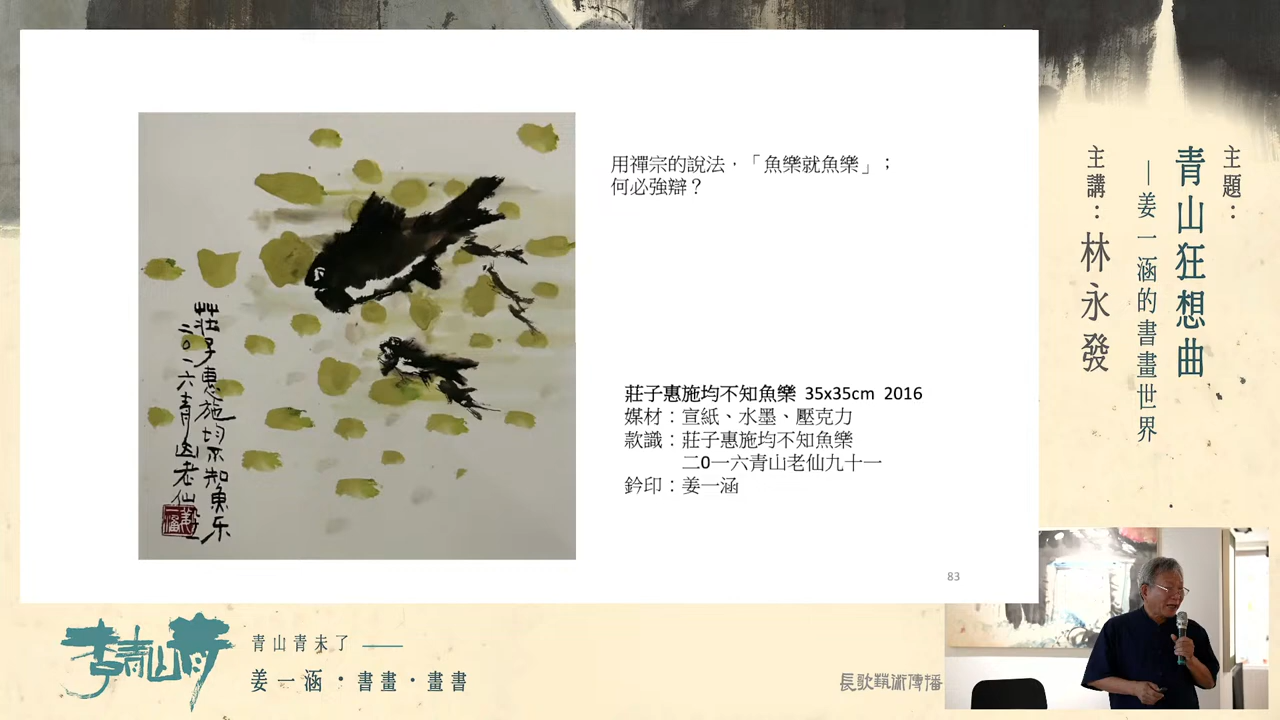 用禪宗的說法，「魚樂就魚樂」；
何必強辯？
莊子惠施均不知魚樂 35x35cm 2016
媒材：宣紙、水墨、壓克力
款識：莊子惠施均不知魚樂
二0一六青山老仙九十一
鈐印：姜一涵
83
莊子惠施均不知魚乐
二〇一六青山老仙
姜一涵
主題：
青山狂想曲
—姜一涵的書畫世界
主講：林永發
青山青未了——
姜一涵・書畫・畫書
長歌藝術傳播